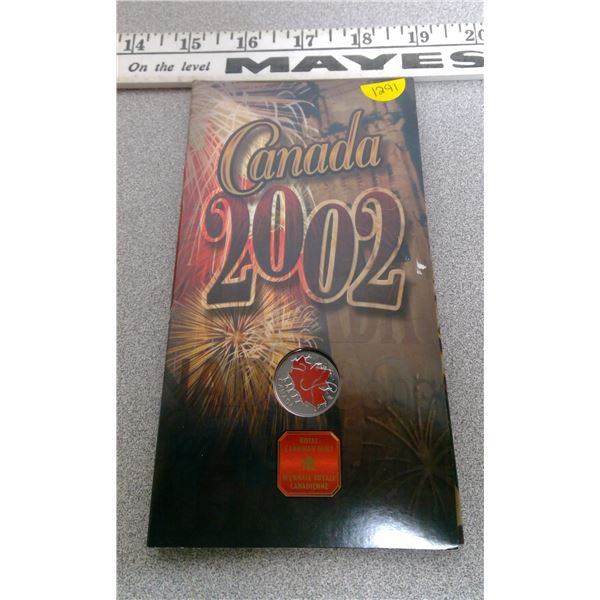 14 15 16 17 18 19 20
On the level MAYES
1291
Canada
2002
ROYAL
CANADIAN MINT
MONNAIE ROYALE
CANADIENNE